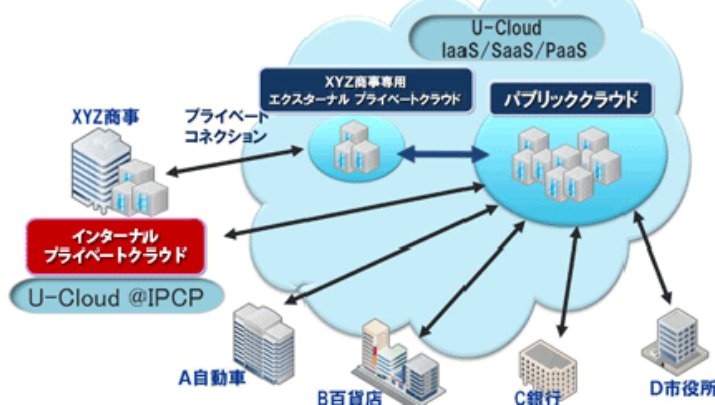 U-Cloud
IaaS/SaaS/PaaS
XYZ商事専用
エクスターナル プライベートクラウド
パブリッククラウド
XYZ商事
プライベート
コネクション
インターナル
プライベートクラウド
U-Cloud @IPCP
A自動車
B百貨店
C銀行
D市役所